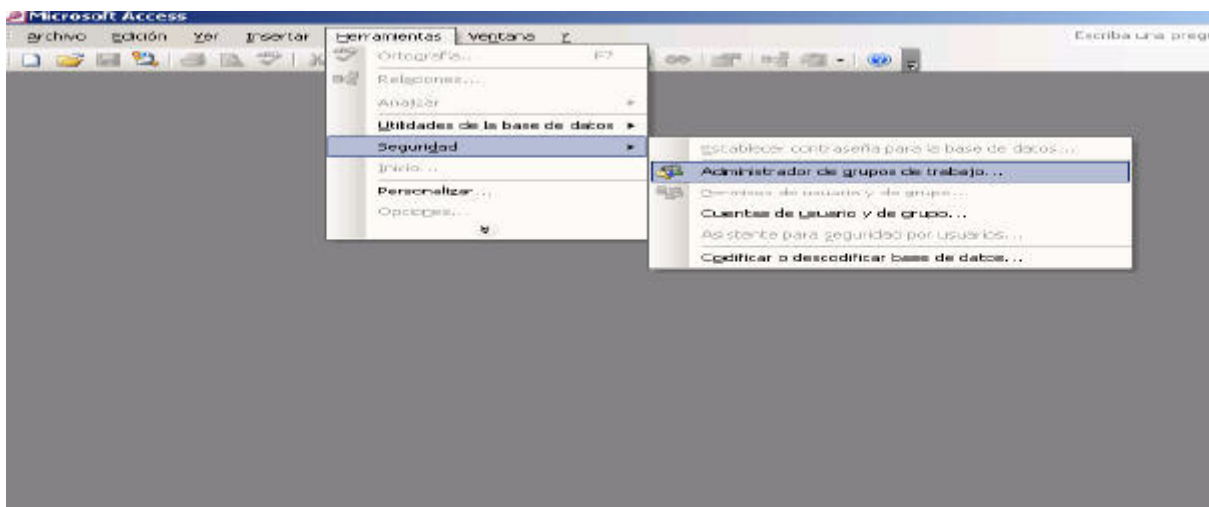 Microsoft Access
Archivo Edición Ver Insertar Herramientas Ventana ?
Escriba una preg
Ortografía... F7
Relaciones...
Analizar
Utilidades de la base de datos
Seguridad
Inicio...
Personalizar...
Opciones...
Establecer contraseña para la base de datos...
Administrador de grupos de trabajo...
Permisos de usuario y de grupo...
Cuentas de usuario y de grupo...
Asistente para seguridad por usuarios...
Codificar o descodificar base de datos...